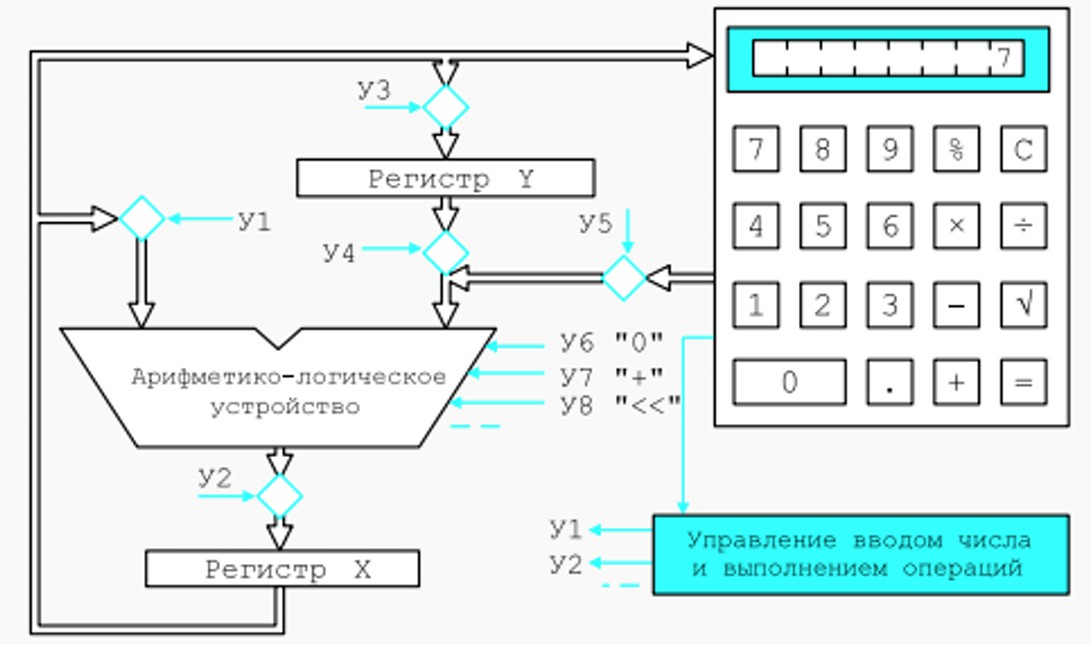 7
7 8 9 % C
4 5 6 × ÷
1 2 3 − √
0 . + =
У3
Регистр Y
У1
У4
У5
У6 "0"
У7 "+"
У8 "<<"
Арифметико-логическое
устройство
У2
Регистр X
У1
У2
Управление вводом числа
и выполнением операций